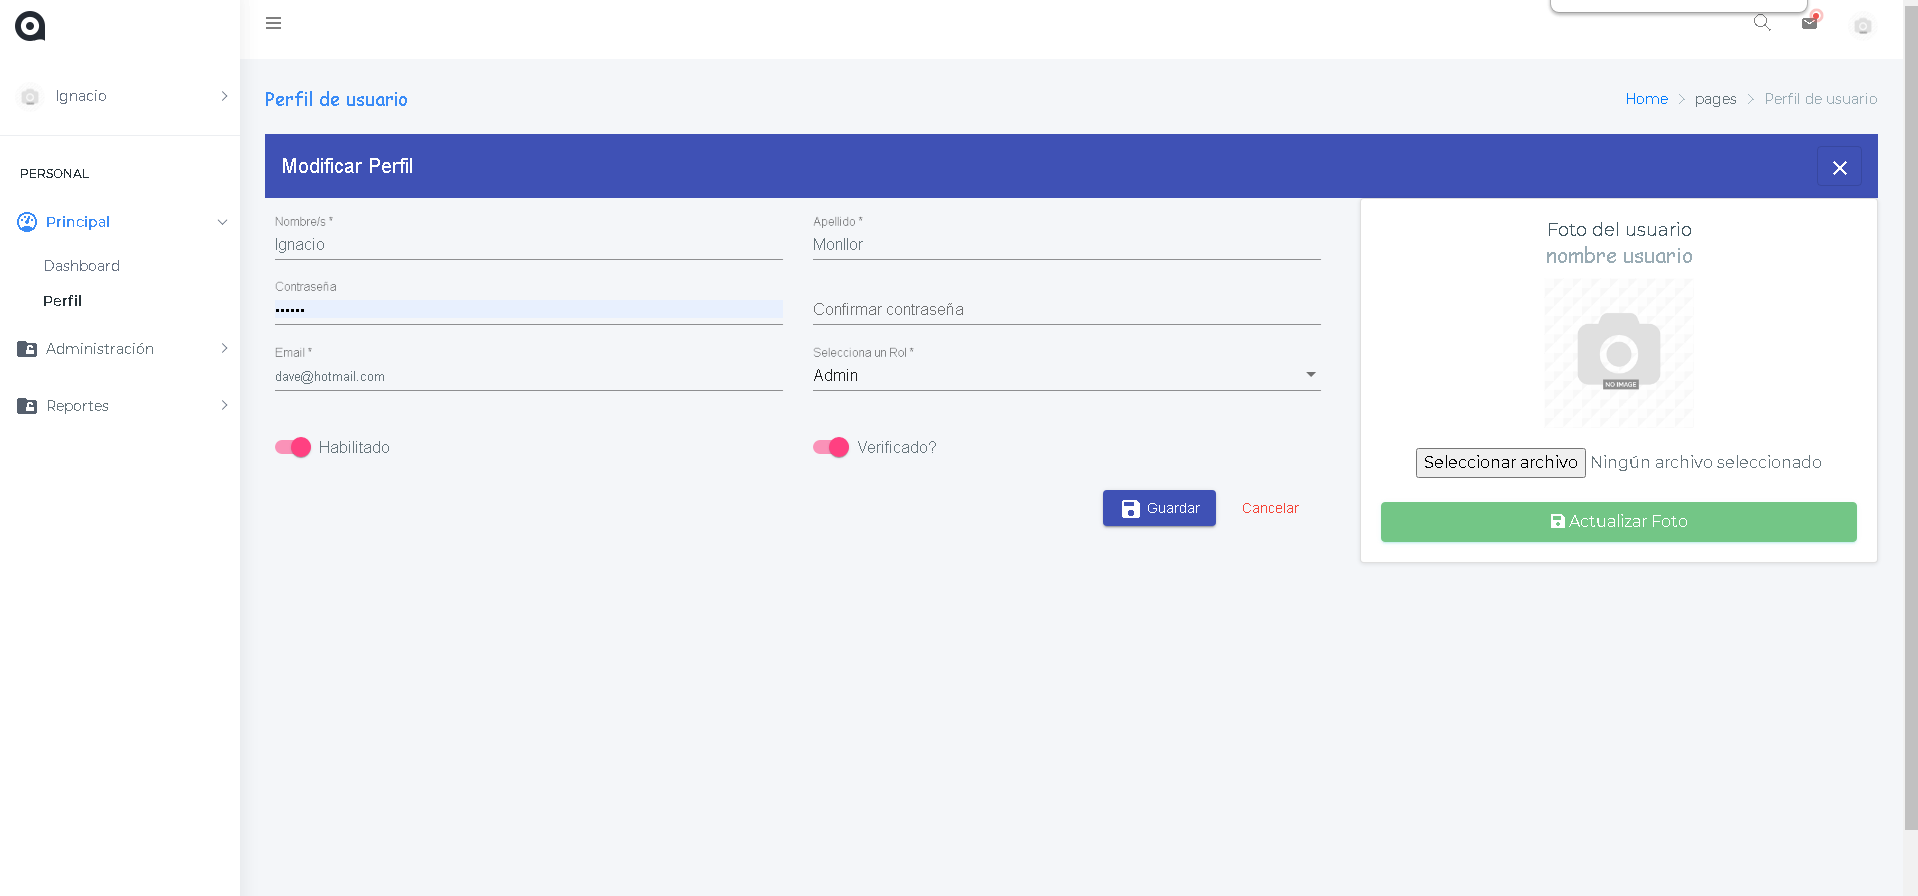 Ignacio
PERSONAL
Principal
Dashboard
Perfil
Administración
Reportes
Perfil de usuario
Home > pages > Perfil de usuario
Modificar Perfil
Nombre/s *
Ignacio
Apellido *
Monllor
Contraseña
••••••
Confirmar contraseña
Email *
dave@hotmail.com
Selecciona un Rol *
Admin
Habilitado
Verificado?
Guardar
Cancelar
Foto del usuario
nombre usuario
NO IMAGE
Seleccionar archivo Ningún archivo seleccionado
Actualizar Foto